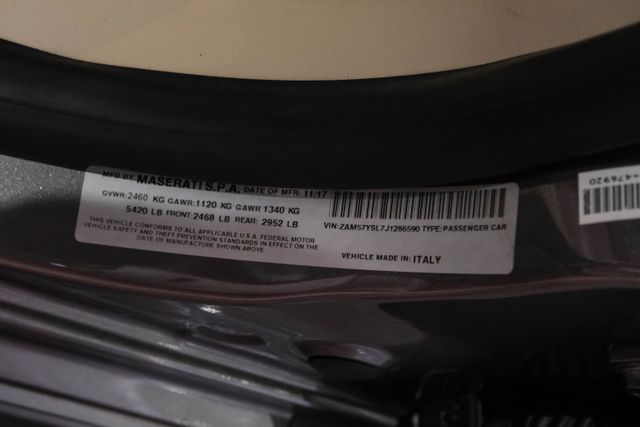 MFD BY MASERATI S.P.A. DATE OF MFR: 11/17
GVWR:2460 KG GAWR:1120 KG GAWR 1340 KG
5420 LB FRONT:2468 LB REAR: 2952 LB
THIS VEHICLE CONFORMS TO ALL APPLICABLE U.S.A. FEDERAL MOTOR
VEHICLE SAFETY AND THEFT PREVENTION STANDARDS IN EFFECT ON THE
DATE OF MANUFACTURE SHOWN ABOVE
VIN:ZAM57YSL7J1286590 TYPE:PASSENGER CAR
VEHICLE MADE IN: ITALY
476920